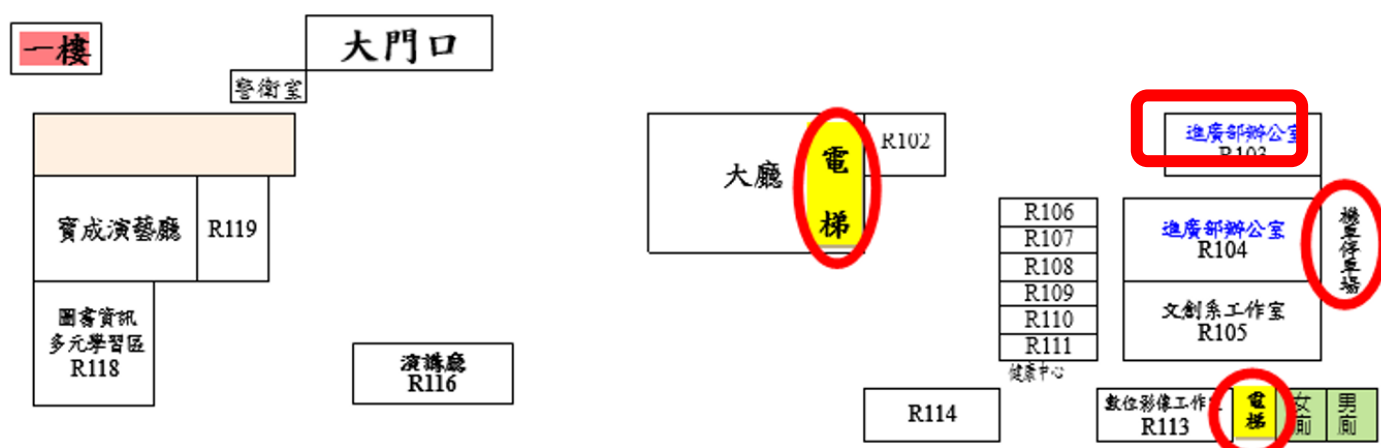 一樓
大門口
警衛室
大廳
電梯
R102
進廣部辦公室
R103
寶成演藝廳
R119
R106
R107
R108
R109
R110
R111
健康中心
進廣部辦公室
R104
機車停車場
文創系工作室
R105
圖書資訊
多元學習區
R118
演講廳
R116
R114
數位影像工作室
R113
電梯
女廁
男廁